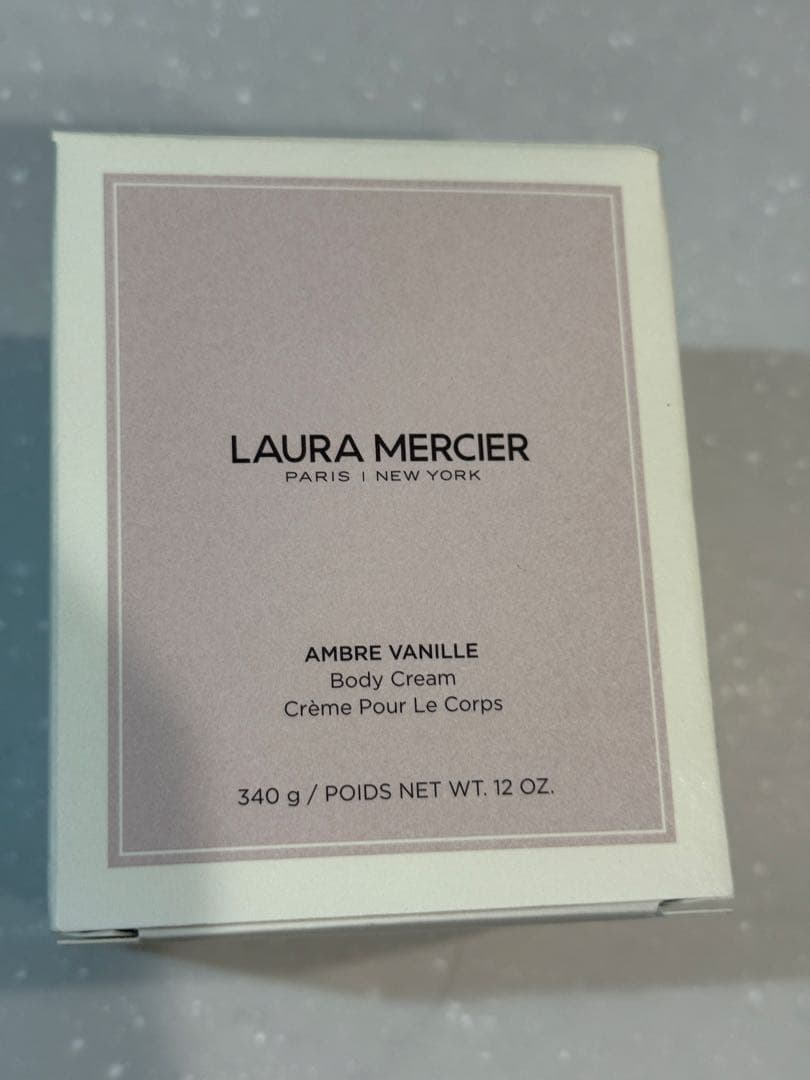 LAURA MERCIER
PARIS | NEW YORK
AMBRE VANILLE
Body Cream
Crème Pour Le Corps
340 g / POIDS NET WT. 12 OZ.